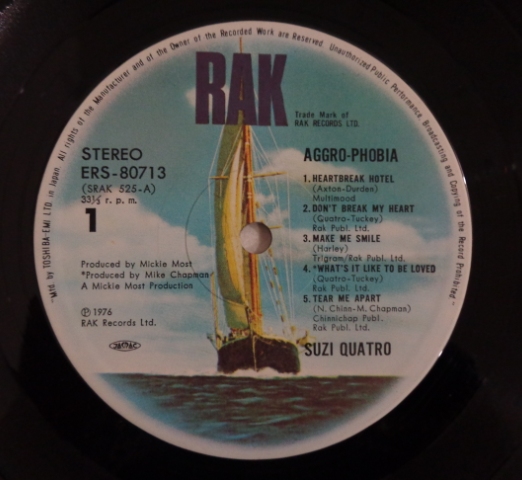 "Mfd. by TOSHIBA-EMI LTD. in Japan. All rights of the Manufacturer and of the Owner of the Recorded Work are Reserved. Unauthorized Public Performance, Broadcasting and Copying of the Record Prohibited."
RAK
Trade Mark of
RAK RECORDS LTD.
STEREO
ERS-80713
(SRAK 525-A)
33⅓ r. p. m.
1
Produced by Mickie Most
*Produced by Mike Chapman
A Mickie Most Production
℗ 1976
RAK Records Ltd.
JASRAC
AGGRO-PHOBIA
1. HEARTBREAK HOTEL
(Axton-Durden)
Multimood
2. DON'T BREAK MY HEART
(Quatro-Tuckey)
Rak Publ. Ltd.
3. MAKE ME SMILE
(Harley)
Trigram/Rak Publ. Ltd.
4. *WHAT'S IT LIKE TO BE LOVED
(Quatro-Tuckey)
Rak Publ. Ltd.
5. TEAR ME APART
(N. Chinn-M. Chapman)
Chinnichap Publ.
Rak Publ. Ltd.
SUZI QUATRO